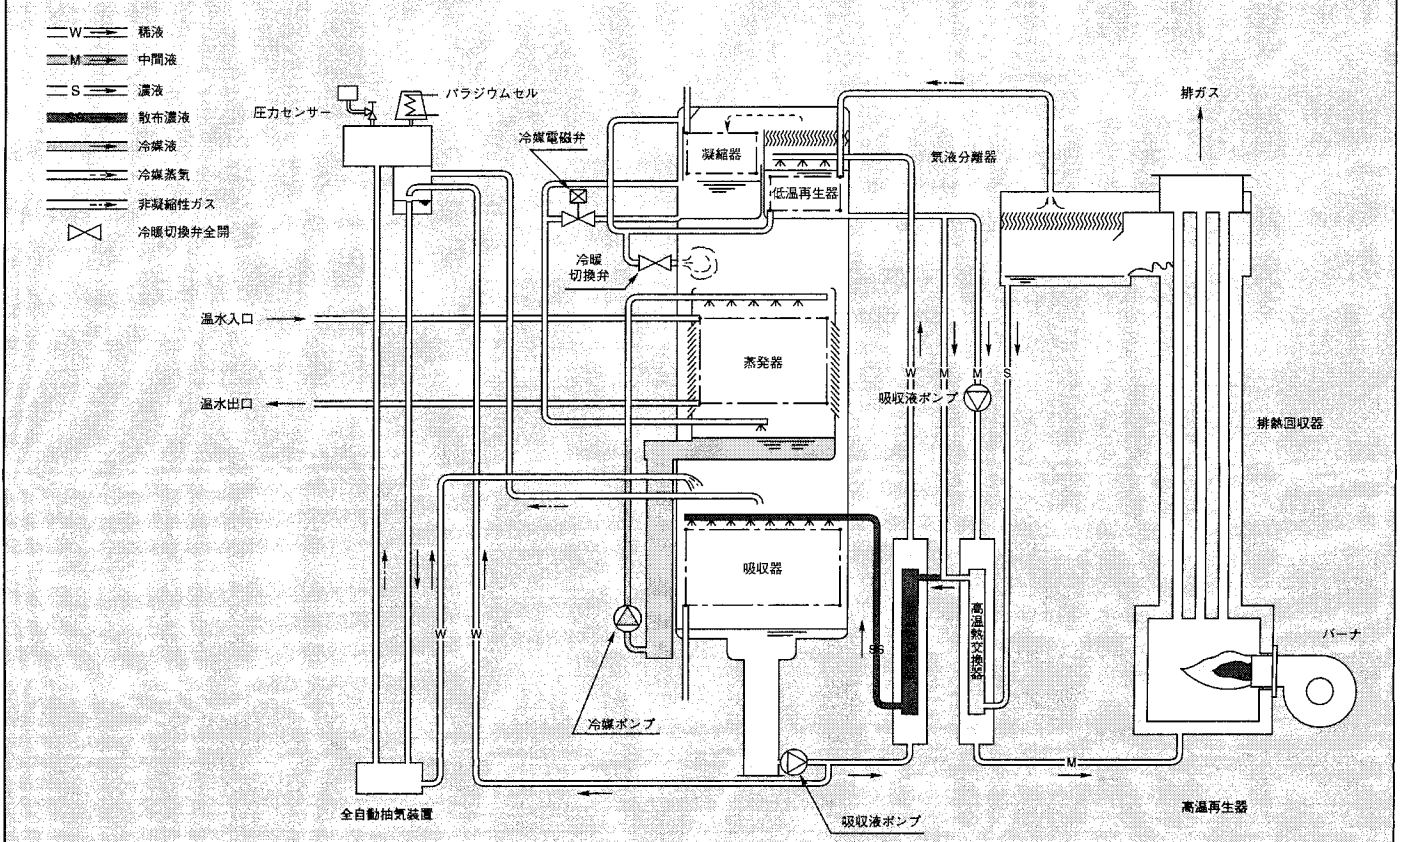 W 稀液
M 中間液
S 濃液
散布濃液
冷媒液
冷媒蒸気
非凝縮性ガス
冷暖切換弁全開
圧力センサー
パラジウムセル
冷媒電磁弁
凝縮器
低温再生器
気液分離器
排ガス
冷暖
切換弁
温水入口
蒸発器
温水出口
W
M
M
S
吸収液ポンプ
排熱回収器
吸収器
高温熱交換器
バーナ
W
W
SS
冷媒ポンプ
M
全自動抽気装置
吸収液ポンプ
高温再生器